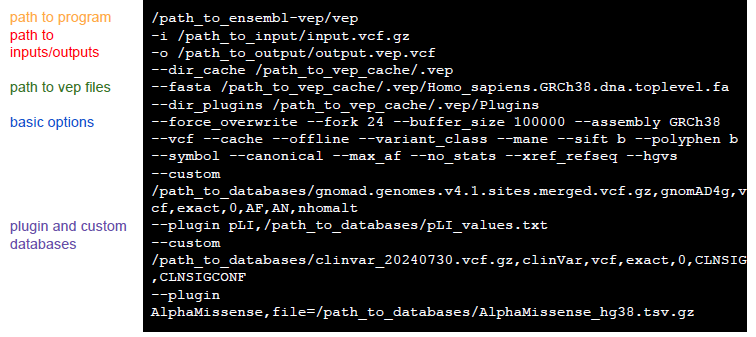 path to program
/path_to_ensembl-vep/vep
path to
inputs/outputs
-i /path_to_input/input.vcf.gz
-o /path_to_output/output.vep.vcf
path to vep files
--dir_cache /path_to_vep_cache/.vep
--fasta /path_to_vep_cache/.vep/Homo_sapiens.GRCh38.dna.toplevel.fa
--dir_plugins /path_to_vep_cache/.vep/Plugins
basic options
--force_overwrite --fork 24 --buffer_size 100000 --assembly GRCh38
--vcf --cache --offline --variant_class --mane --sift b --polyphen b
--symbol --canonical --max_af --no_stats --xref_refseq --hgvs
plugin and custom
databases
--custom
/path_to_databases/gnomad.genomes.v4.1.sites.merged.vcf.gz,gnomAD4g,v
cf,exact,0,AF,AN,nhomalt
--plugin pLI,/path_to_databases/pLI_values.txt
--custom
/path_to_databases/clinvar_20240730.vcf.gz,clinVar,vcf,exact,0,CLNSIG
,CLNSIGCONF
--plugin
AlphaMissense,file=/path_to_databases/AlphaMissense_hg38.tsv.gz